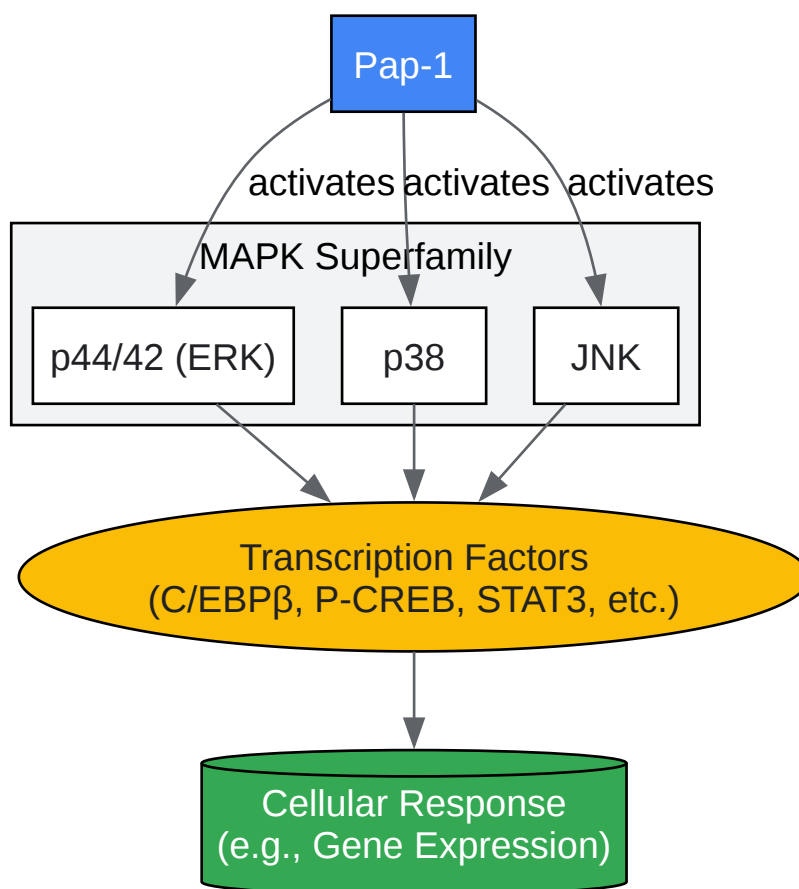 Pap-1
activates activates activates
MAPK Superfamily
p44/42 (ERK) p38 JNK
Transcription Factors
(C/EBPβ, P-CREB, STAT3, etc.)
Cellular Response
(e.g., Gene Expression)